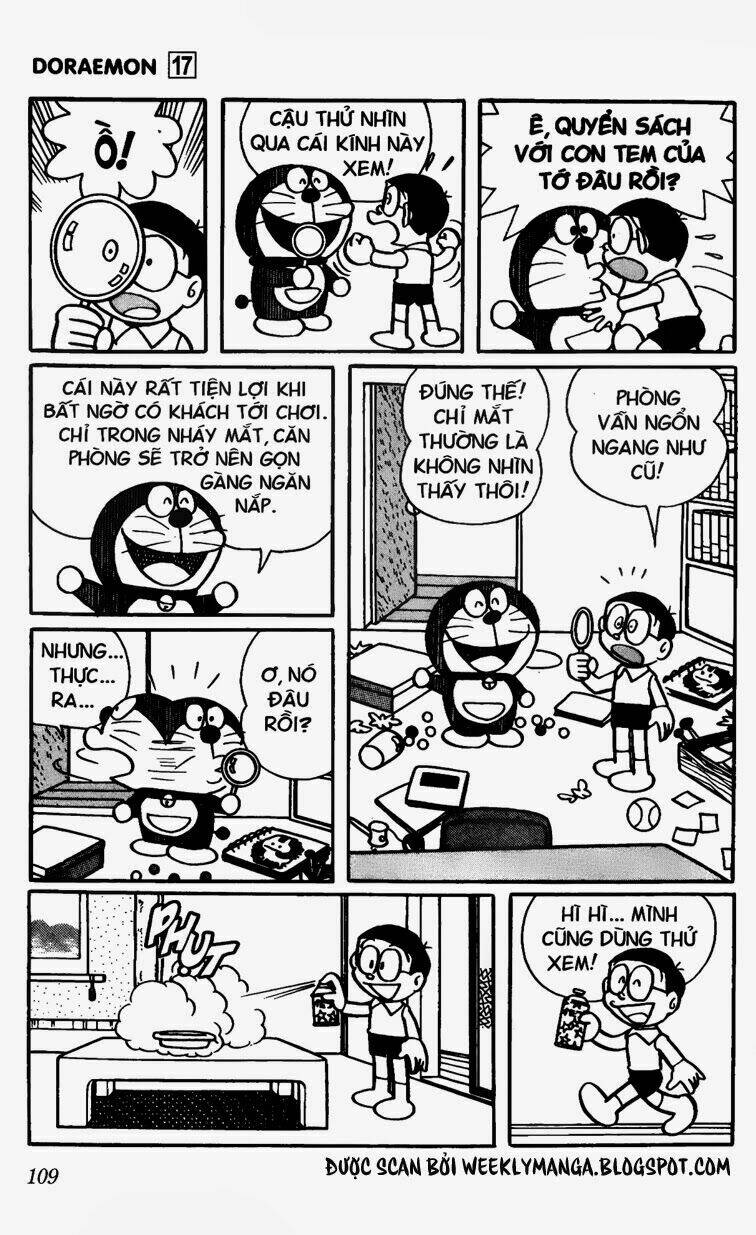 DORAEMON 17
Ê, QUYỂN SÁCH
VỚI CON TEM CỦA
TỚ ĐÂU RỒI?
CẬU THỬ NHÌN
QUA CÁI KÍNH NÀY
XEM!
Ồ!
PHÒNG
VẪN NGỔN
NGANG NHƯ
CŨ!
ĐÚNG THẾ!
CHỈ MẮT
THƯỜNG LÀ
KHÔNG NHÌN
THẤY THÔI!
CÁI NÀY RẤT TIỆN LỢI KHI
BẤT NGỜ CÓ KHÁCH TỚI CHƠI.
CHỈ TRONG NHÁY MẮT, CĂN
PHÒNG SẼ TRỞ NÊN GỌN
GÀNG NGĂN
NẮP.
Ơ, NÓ
ĐÂU
RỒI?
NHƯNG...
THỰC...
RA...
HÌ HÌ... MÌNH
CŨNG DÙNG THỬ
XEM!
PHỤT
109
ĐƯỢC SCAN BỞI WEEKLYMANGA.BLOGSPOT.COM